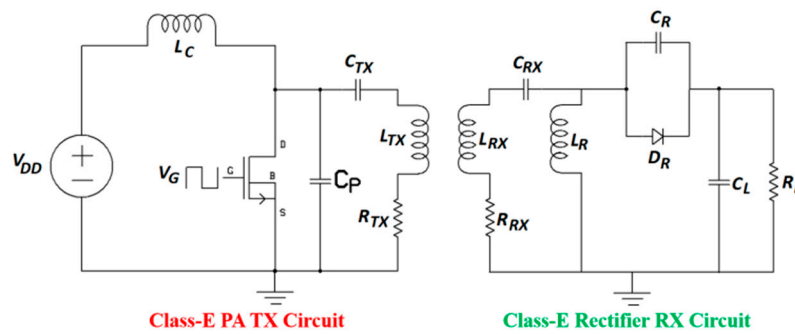 L_C
C_TX
C_RX
C_R
D
L_TX
L_RX
L_R
D_R
V_DD
+
−
V_G
G
B
S
C_P
C_L
R_TX
R_RX
Class-E PA TX Circuit
Class-E Rectifier RX Circuit